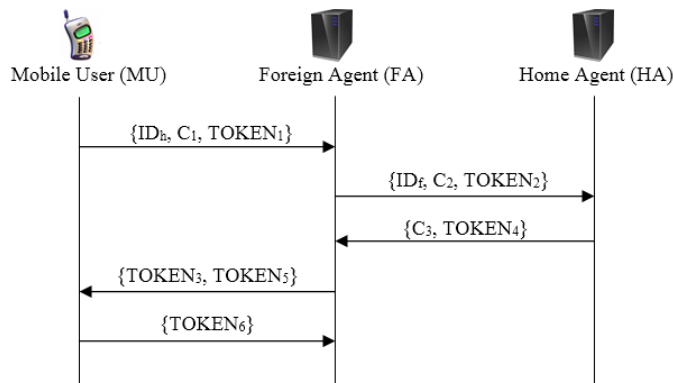 Mobile User (MU) Foreign Agent (FA) Home Agent (HA)
{IDh, C1, TOKEN1}
{IDf, C2, TOKEN2}
{C3, TOKEN4}
{TOKEN3, TOKEN5}
{TOKEN6}